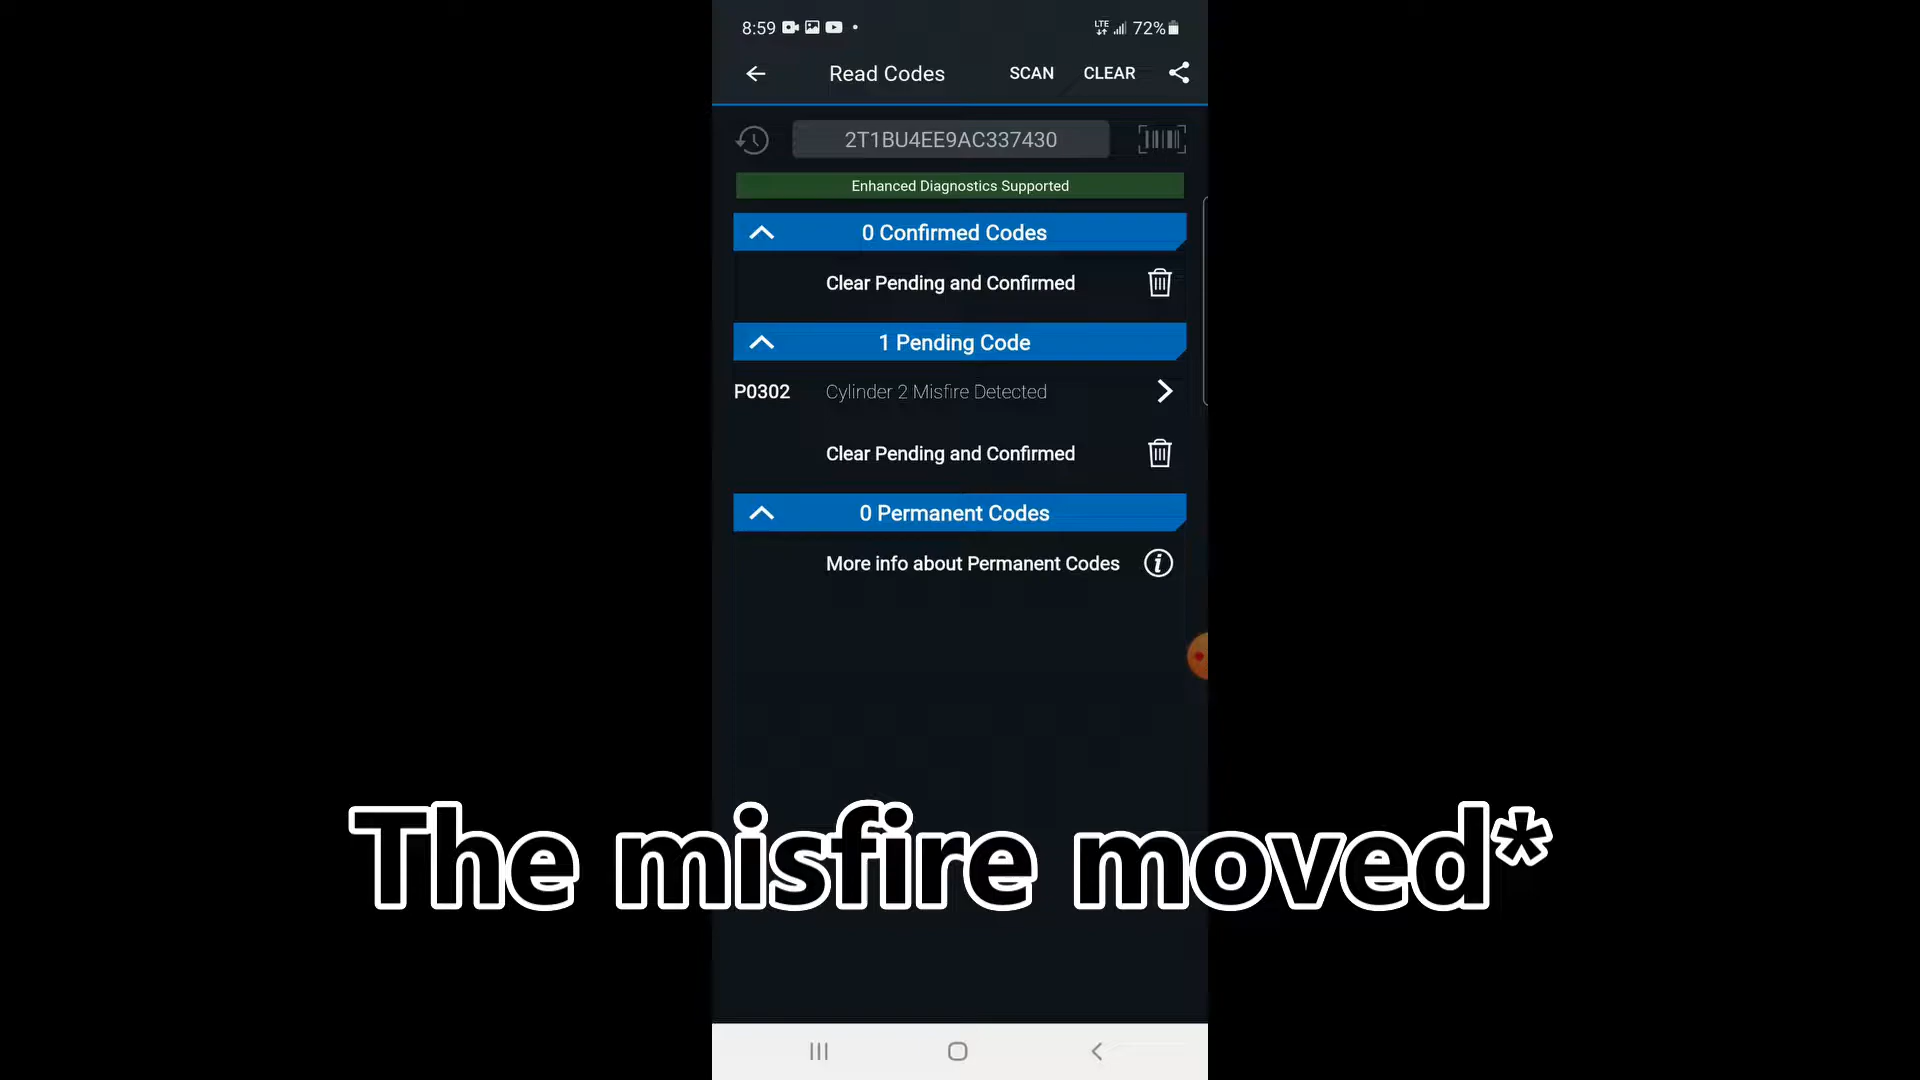 8:59
LTE 72%
Read Codes SCAN CLEAR
2T1BU4EE9AC337430
Enhanced Diagnostics Supported
0 Confirmed Codes
Clear Pending and Confirmed
1 Pending Code
P0302 Cylinder 2 Misfire Detected
Clear Pending and Confirmed
0 Permanent Codes
More info about Permanent Codes
The misfire moved*